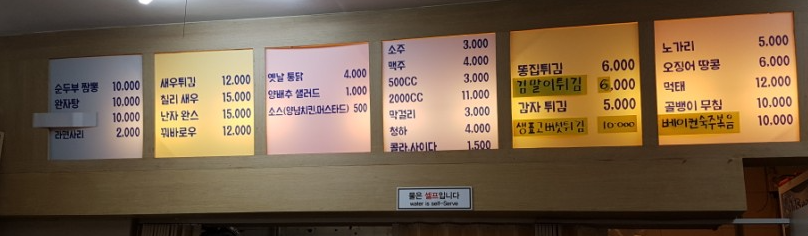 순두부 짬뽕 10.000
완자탕 10.000
10.000
라면사리 2.000
새우튀김 12.000
칠리 새우 15.000
난자 완스 15.000
꿔바로우 12.000
옛날 통닭 4.000
양배추 샐러드 1.000
소스(양념치킨,머스타드) 500
소주 3.000
맥주 4.000
500CC 3.000
2000CC 11.000
막걸리 3.000
청하 4.000
콜라,사이다 1.500
똥집튀김 6.000
김말이튀김 6.000
감자 튀김 5.000
생표고버섯튀김 10.000
노가리 5.000
오징어 땅콩 6.000
먹태 12.000
골뱅이 무침 10.000
베이컨숙주볶음 10.000
물은 셀프입니다
water is self-Serve